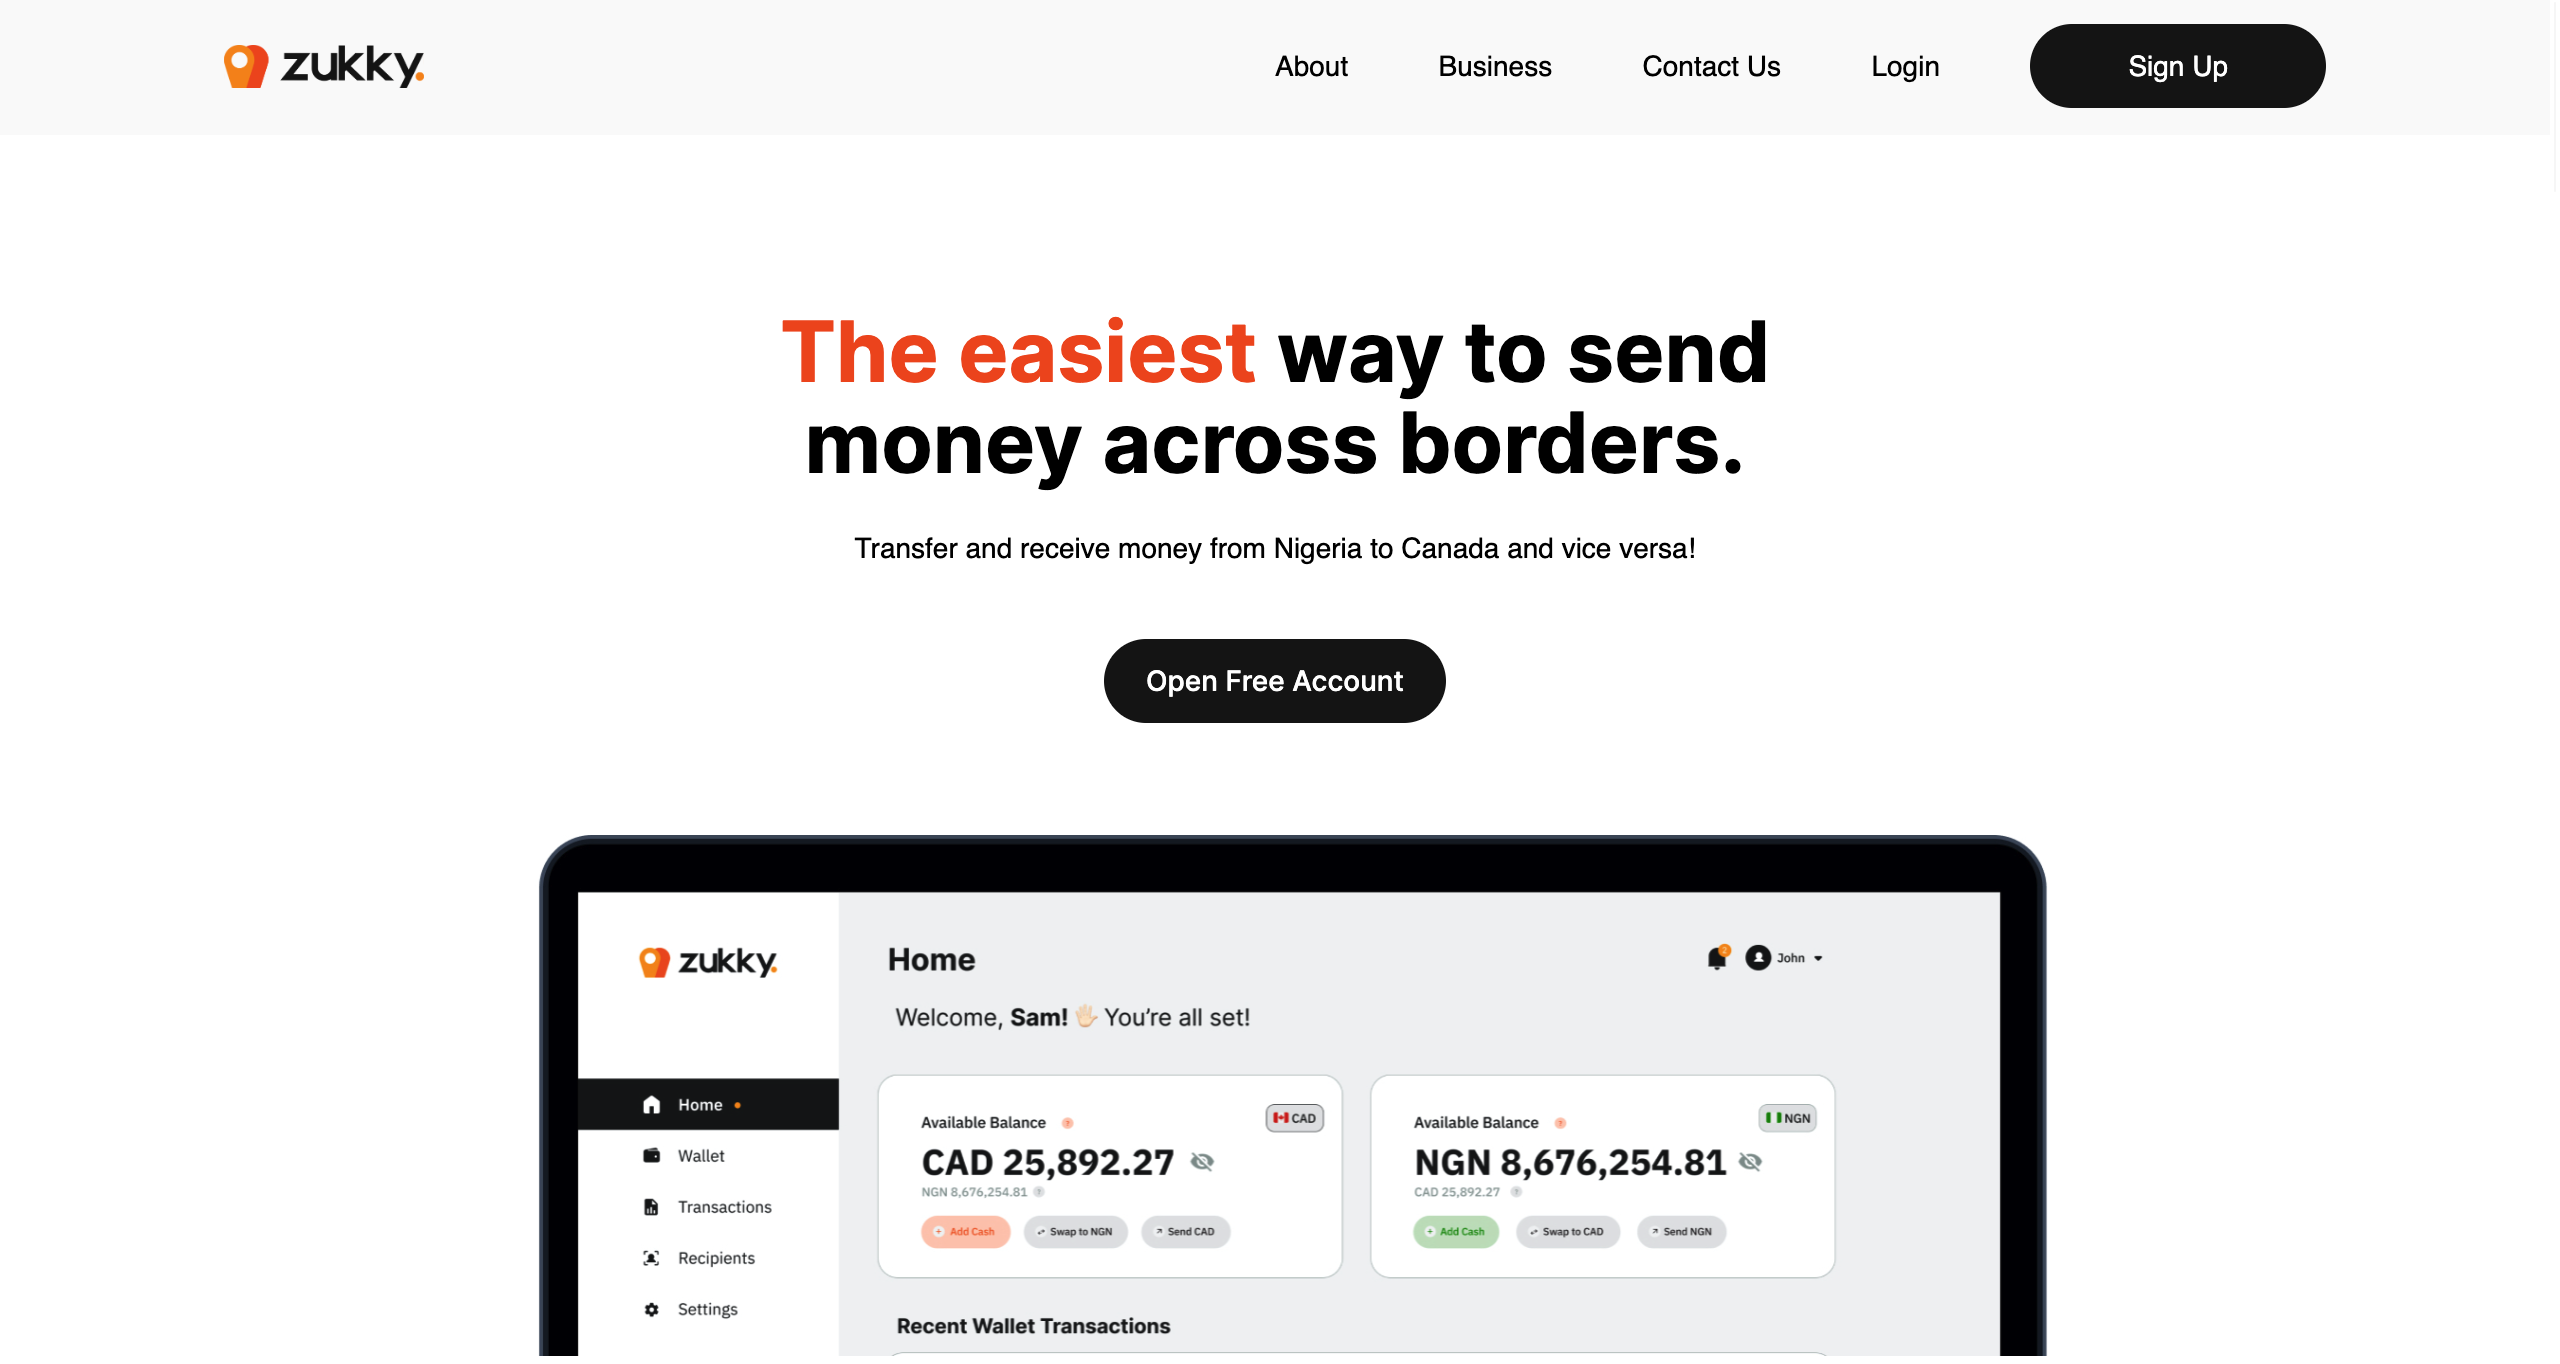 zukky.
About
Business
Contact Us
Login
Sign Up
The easiest way to send
money across borders.
Transfer and receive money from Nigeria to Canada and vice versa!
Open Free Account
zukky.
Home
2
John
Welcome, Sam! 🖐🏻 You’re all set!
Home
Wallet
Transactions
Recipients
Settings
Available Balance ?
CAD
CAD 25,892.27
NGN 8,676,254.81 ?
+ Add Cash
Swap to NGN
Send CAD
Available Balance ?
NGN
NGN 8,676,254.81
CAD 25,892.27 ?
+ Add Cash
Swap to CAD
Send NGN
Recent Wallet Transactions